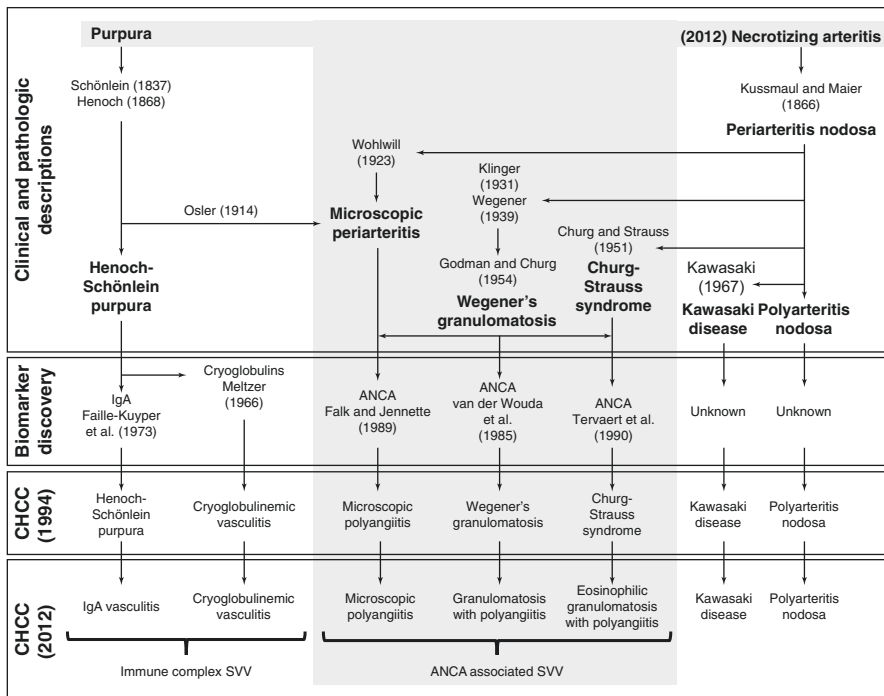 Purpura
(2012) Necrotizing arteritis
Clinical and pathologic
descriptions
Schönlein (1837)
Henoch (1868)
Kussmaul and Maier
(1866)
Periarteritis nodosa
Wohlwill
(1923)
Klinger
(1931)
Wegener
(1939)
Osler (1914)
Microscopic
periarteritis
Churg and Strauss
(1951)
Henoch-
Schönlein
purpura
Godman and Churg
(1954)
Wegener's
granulomatosis
Churg-
Strauss
syndrome
Kawasaki
(1967)
Kawasaki
disease
Polyarteritis
nodosa
Biomarker
discovery
IgA
Faille-Kuyper
et al. (1973)
Cryoglobulins
Meltzer
(1966)
ANCA
Falk and Jennette
(1989)
ANCA
van der Wouda
et al.
(1985)
ANCA
Tervaert et al.
(1990)
Unknown
Unknown
CHCC
(1994)
Henoch-
Schönlein
purpura
Cryoglobulinemic
vasculitis
Microscopic
polyangiitis
Wegener's
granulomatosis
Churg-
Strauss
syndrome
Kawasaki
disease
Polyarteritis
nodosa
CHCC
(2012)
IgA vasculitis
Cryoglobulinemic
vasculitis
Microscopic
polyangiitis
Granulomatosis
with polyangiitis
Eosinophilic
granulomatosis
with polyangiitis
Kawasaki
disease
Polyarteritis
nodosa
Immune complex SVV
ANCA associated SVV